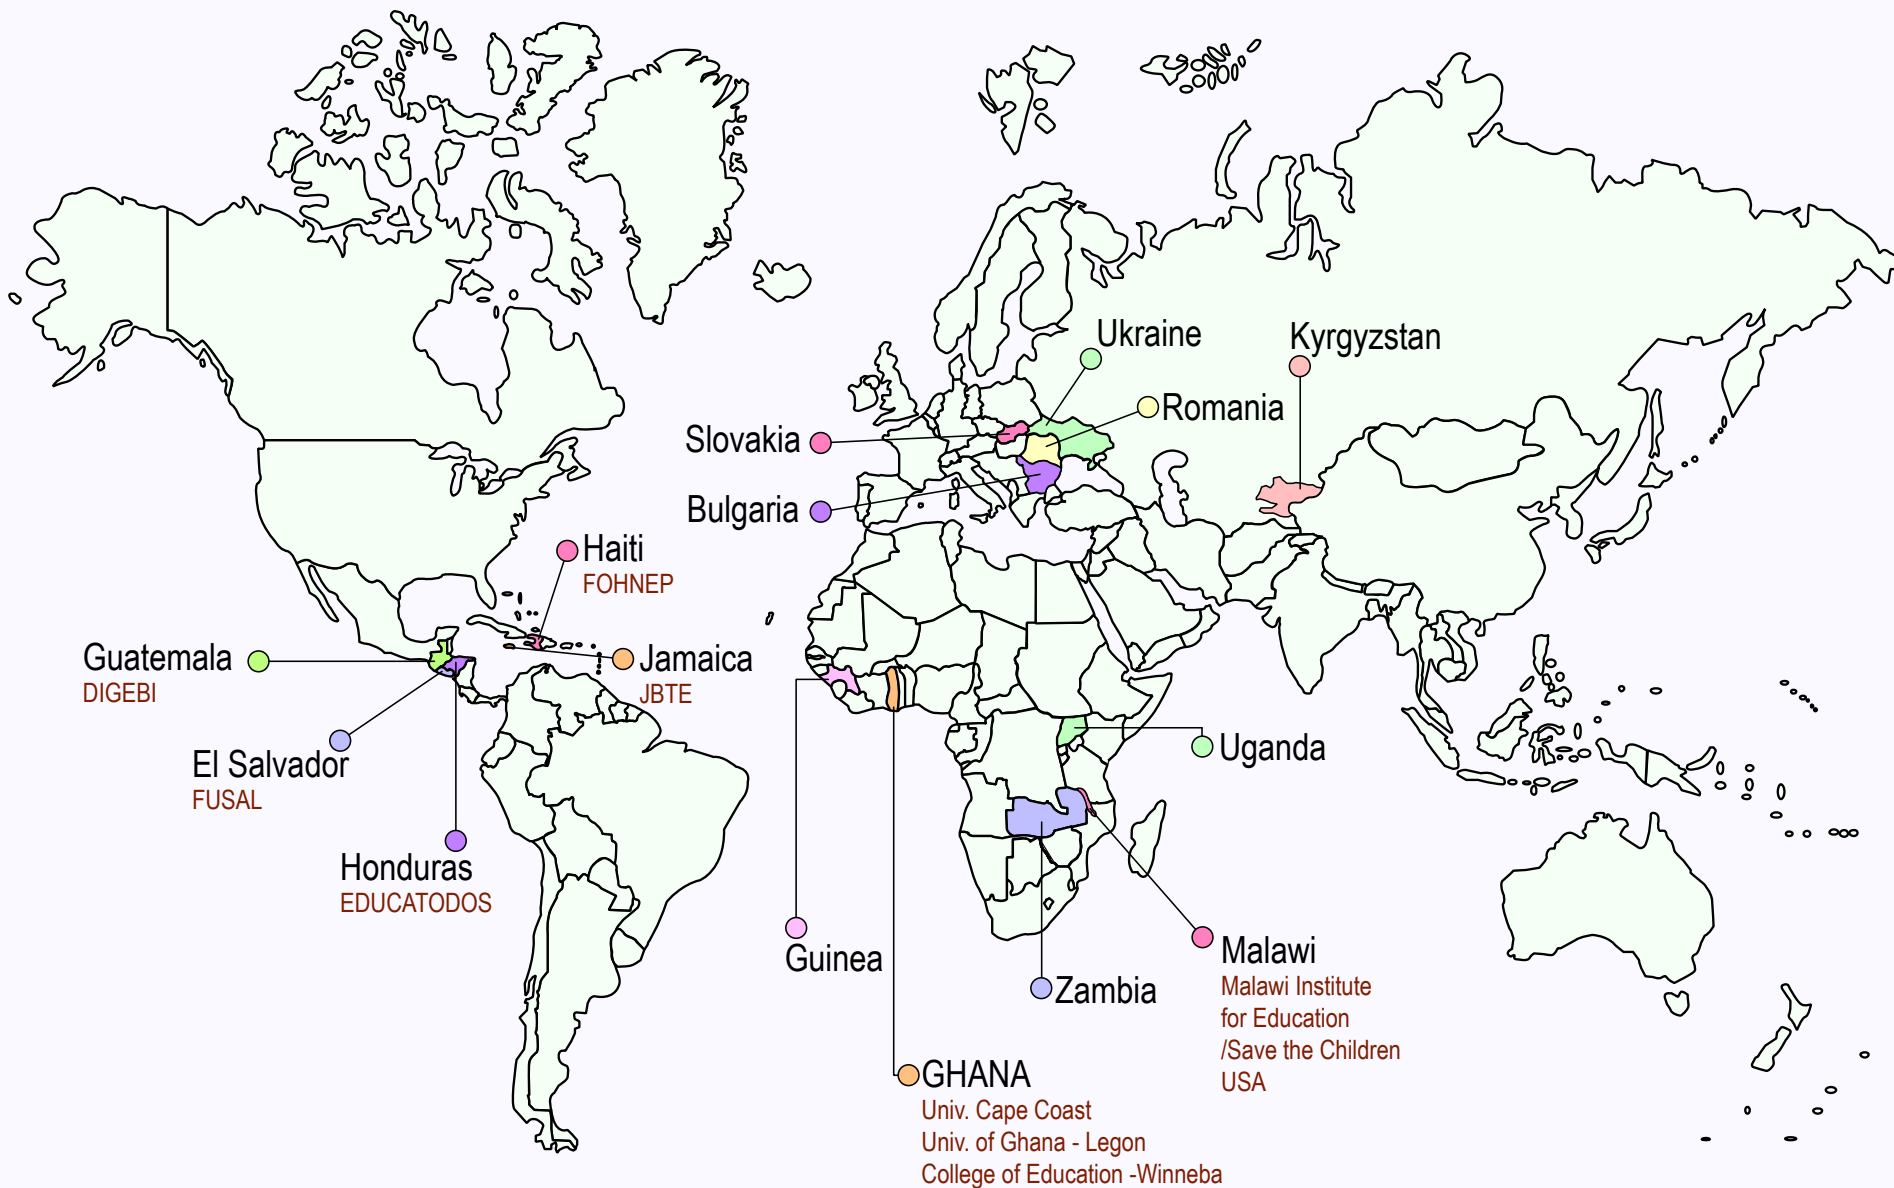 Ukraine
Kyrgyzstan
Romania
Slovakia
Bulgaria
Haiti
FOHNEP
Guatemala
DIGEBI
Jamaica
JBTE
El Salvador
FUSAL
Uganda
Honduras
EDUCATODOS
Guinea
Zambia
Malawi
Malawi Institute
for Education
/Save the Children
USA
GHANA
Univ. Cape Coast
Univ. of Ghana - Legon
College of Education -Winneba